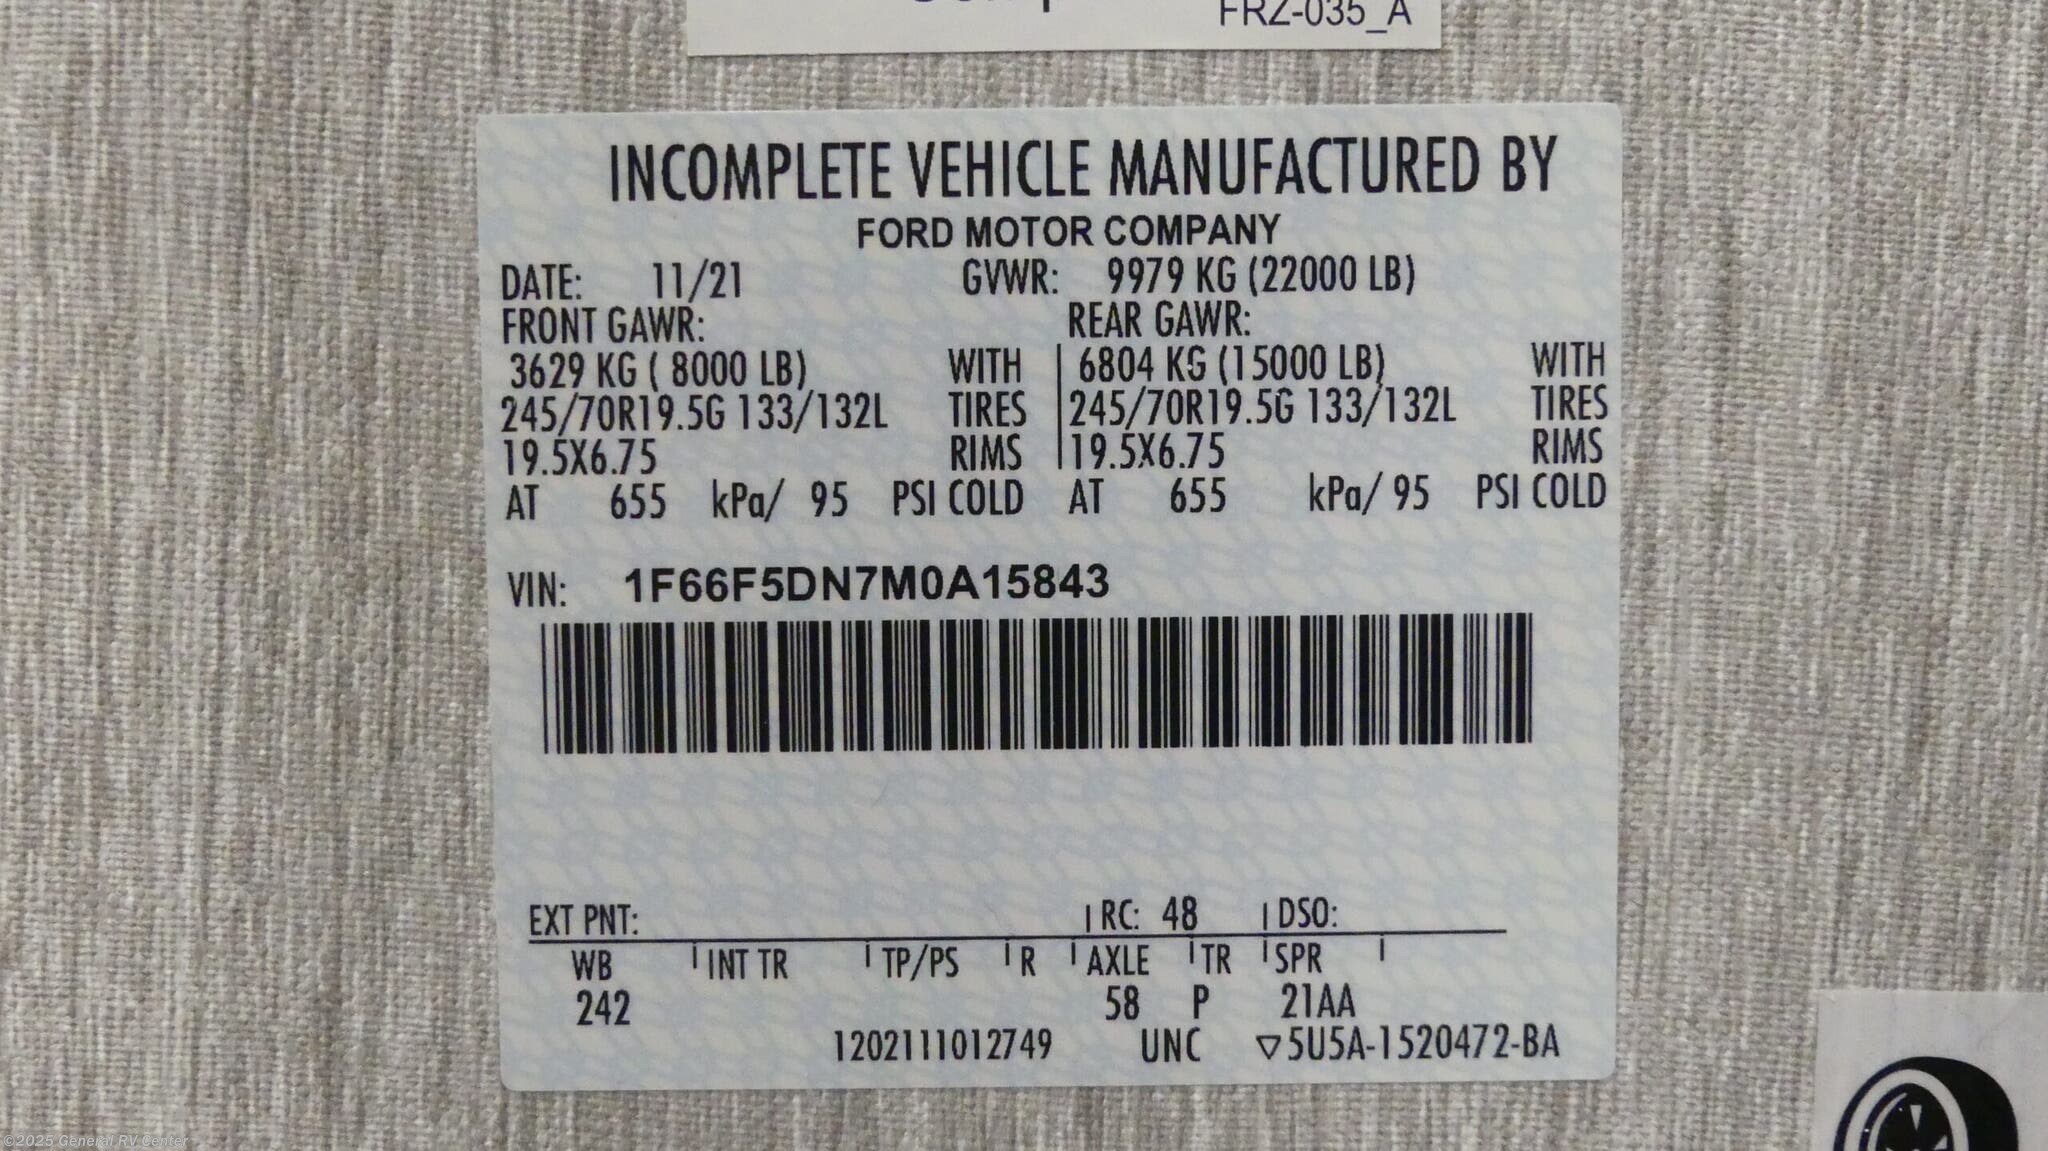 FRZ-035_A
INCOMPLETE VEHICLE MANUFACTURED BY
FORD MOTOR COMPANY
DATE: 11/21 GVWR: 9979 KG (22000 LB)
FRONT GAWR: REAR GAWR:
3629 KG ( 8000 LB) WITH 6804 KG (15000 LB) WITH
245/70R19.5G 133/132L TIRES 245/70R19.5G 133/132L TIRES
19.5X6.75 RIMS 19.5X6.75 RIMS
AT 655 kPa/ 95 PSI COLD AT 655 kPa/ 95 PSI COLD
VIN: 1F66F5DN7M0A15843
EXT PNT: RC: 48 DSO:
WB INT TR TP/PS R AXLE TR SPR
242 58 P 21AA
1202111012749 UNC ▽5U5A-1520472-BA
©2025 General RV Center